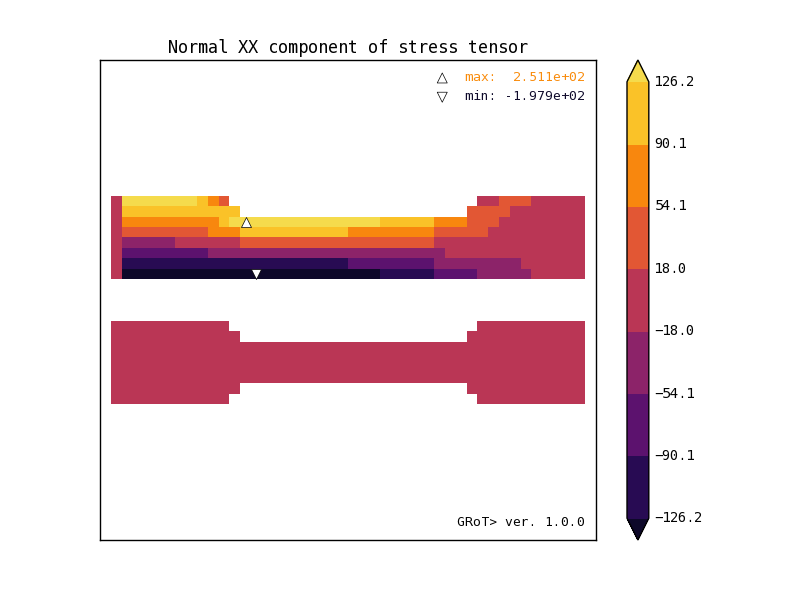 Normal XX component of stress tensor
△ max: 2.511e+02
▽ min: -1.979e+02
126.2
90.1
54.1
18.0
−18.0
−54.1
−90.1
−126.2
GRoT> ver. 1.0.0